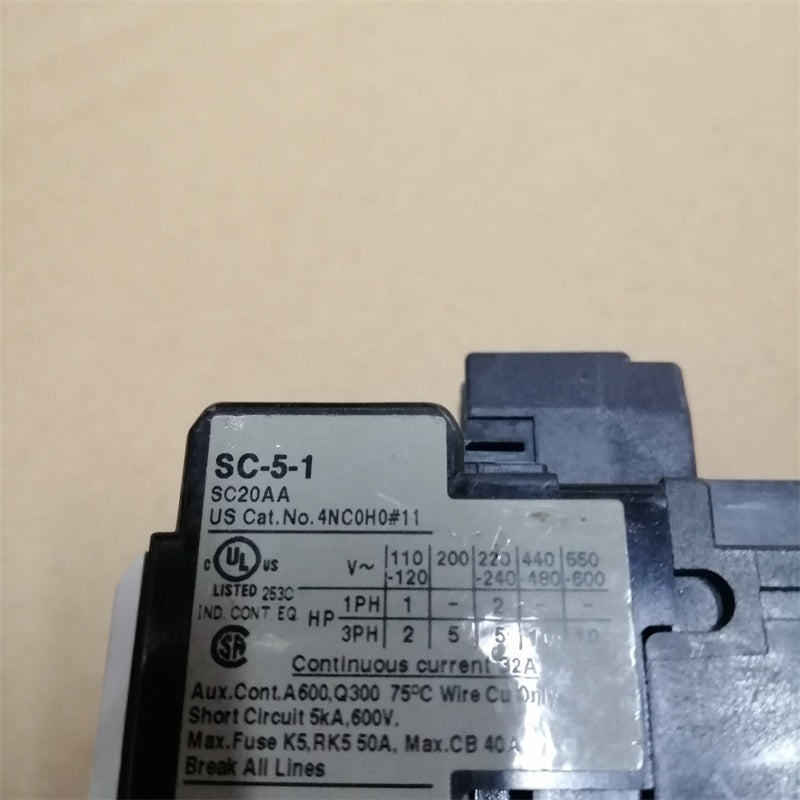 SC-5-1
SC20AA
US Cat.No.4NC0H0#11
c UL US
LISTED 253C
IND. CONT. EQ.
SA
V~ 110-120 200 220-240 440-480 550-600
HP 1PH 1 - 2 - -
3PH 2 5 5 10 10
Continuous current 32A
Aux.Cont.A600,Q300 75°C Wire Cu Only
Short Circuit 5kA,600V.
Max.Fuse K5,RK5 50A, Max.CB 40A
Break All Lines